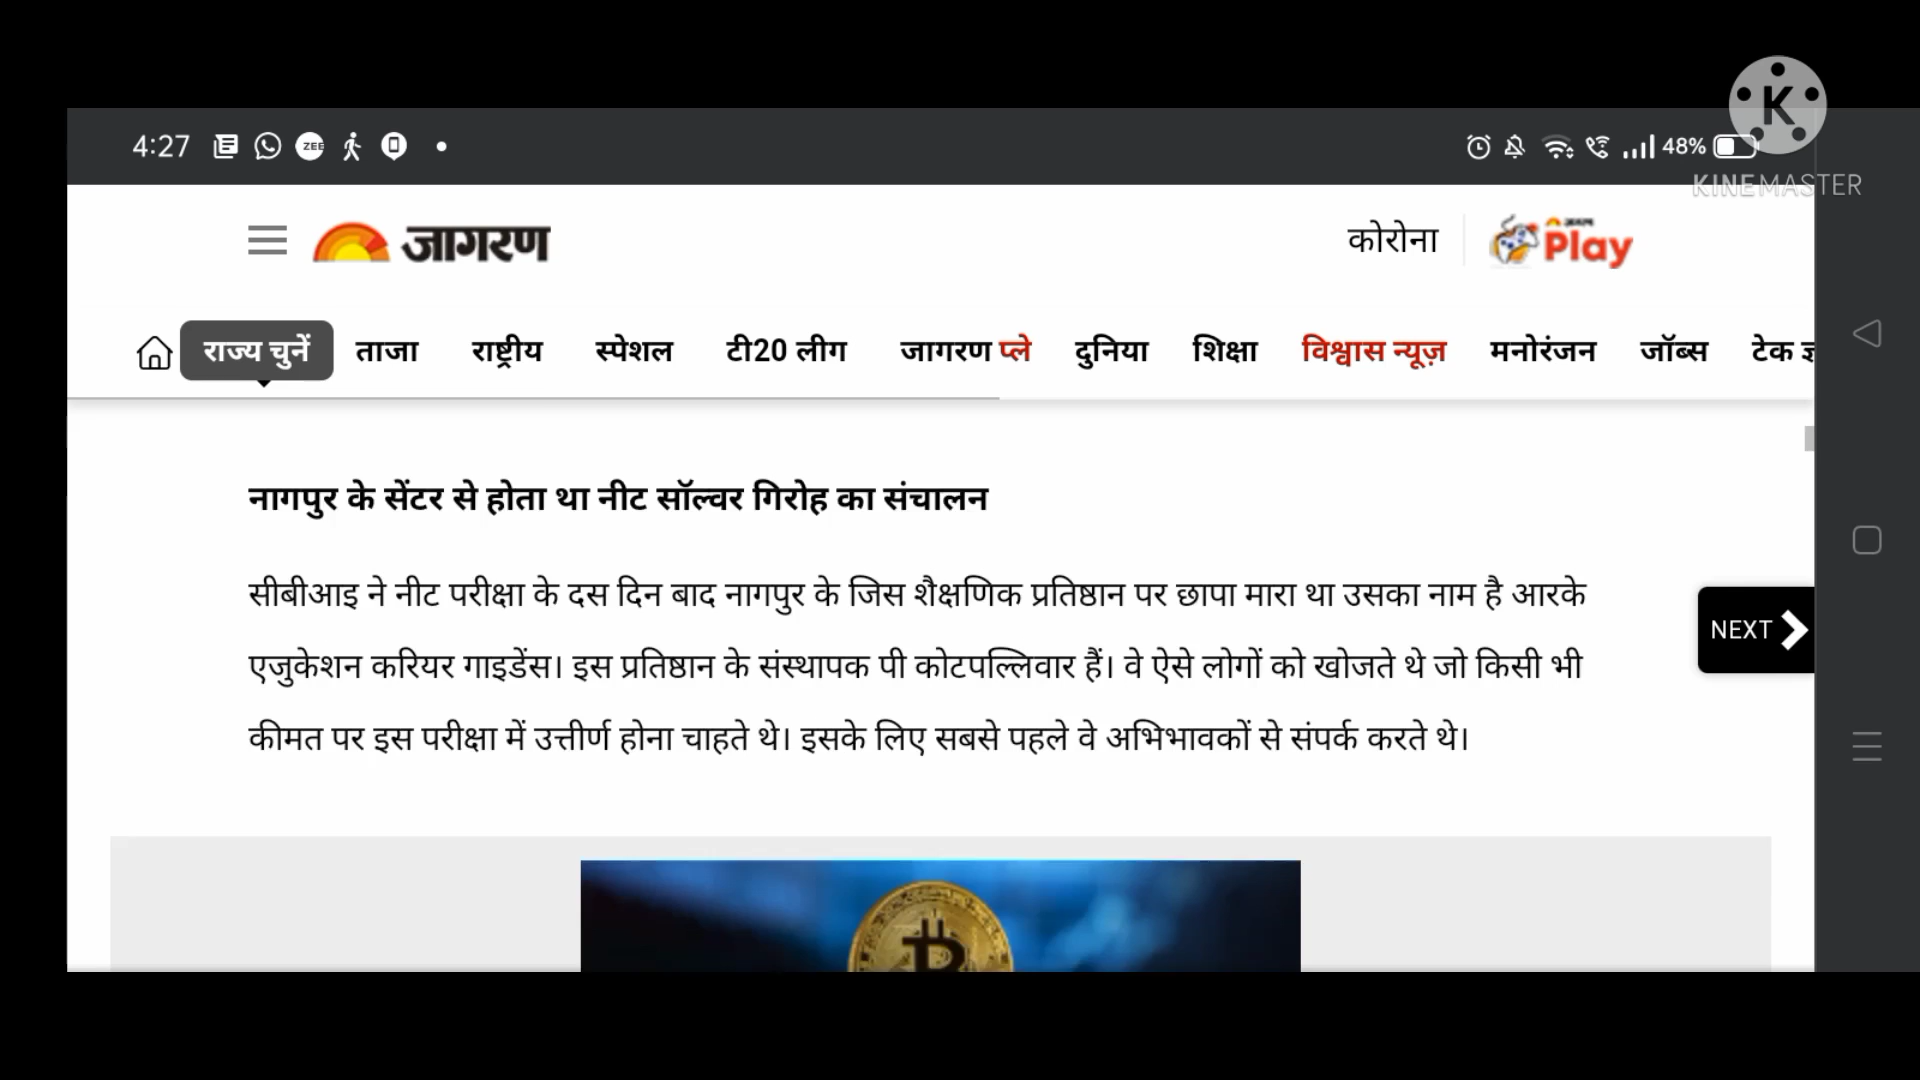 4:27 ZEE 48%
K
KINEMASTER
जागरण कोरोना Play
राज्य चुनें ताजा राष्ट्रीय स्पेशल टी20 लीग जागरण प्ले दुनिया शिक्षा विश्वास न्यूज़ मनोरंजन जॉब्स टेक
नागपुर के सेंटर से होता था नीट सॉल्वर गिरोह का संचालन
सीबीआइ ने नीट परीक्षा के दस दिन बाद नागपुर के जिस शैक्षणिक प्रतिष्ठान पर छापा मारा था उसका नाम है आरके
एजुकेशन करियर गाइडेंस। इस प्रतिष्ठान के संस्थापक पी कोटपल्लिवार हैं। वे ऐसे लोगों को खोजते थे जो किसी भी
NEXT
कीमत पर इस परीक्षा में उत्तीर्ण होना चाहते थे। इसके लिए सबसे पहले वे अभिभावकों से संपर्क करते थे।